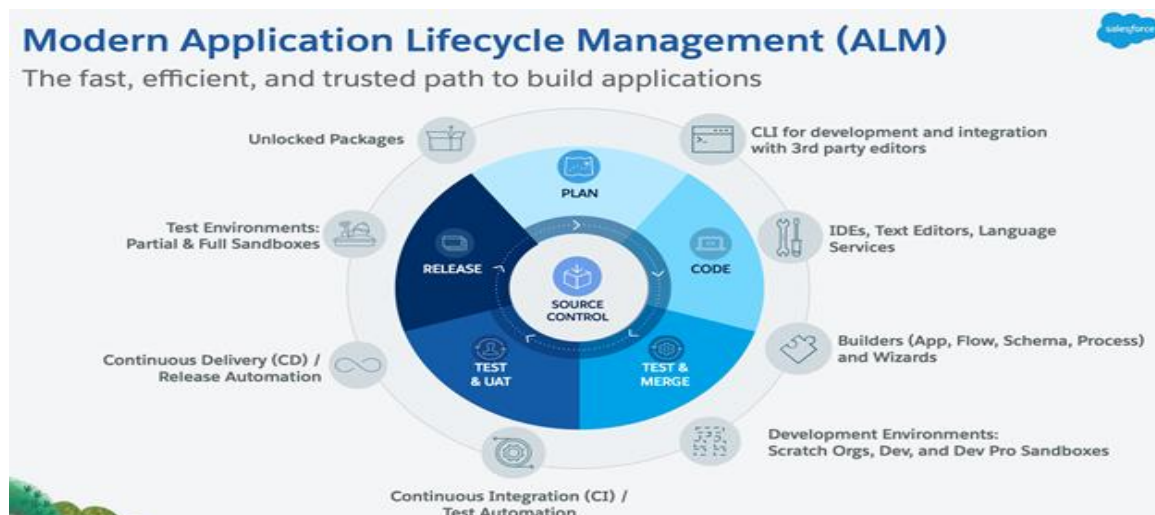 Modern Application Lifecycle Management (ALM)
salesforce
The fast, efficient, and trusted path to build applications
Unlocked Packages
CLI for development and integration
with 3rd party editors
PLAN
Test Environments:
Partial & Full Sandboxes
IDEs, Text Editors, Language
Services
RELEASE
CODE
SOURCE
CONTROL
Builders (App, Flow, Schema, Process)
and Wizards
Continuous Delivery (CD) /
Release Automation
TEST
& UAT
TEST &
MERGE
Development Environments:
Scratch Orgs, Dev, and Dev Pro Sandboxes
Continuous Integration (CI) /
Test Automation